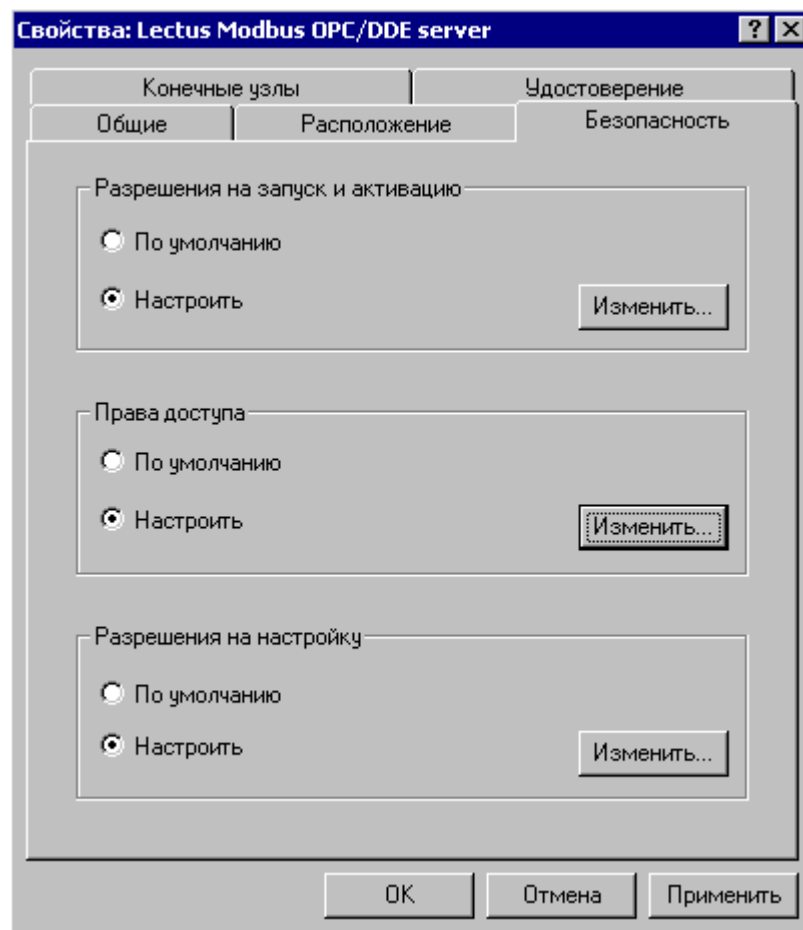 Свойства: Lectus Modbus OPC/DDE server
Конечные узлы
Удостоверение
Общие
Расположение
Безопасность
Разрешения на запуск и активацию
По умолчанию
Настроить
Изменить...
Права доступа
По умолчанию
Настроить
Изменить...
Разрешения на настройку
По умолчанию
Настроить
Изменить...
OK
Отмена
Применить